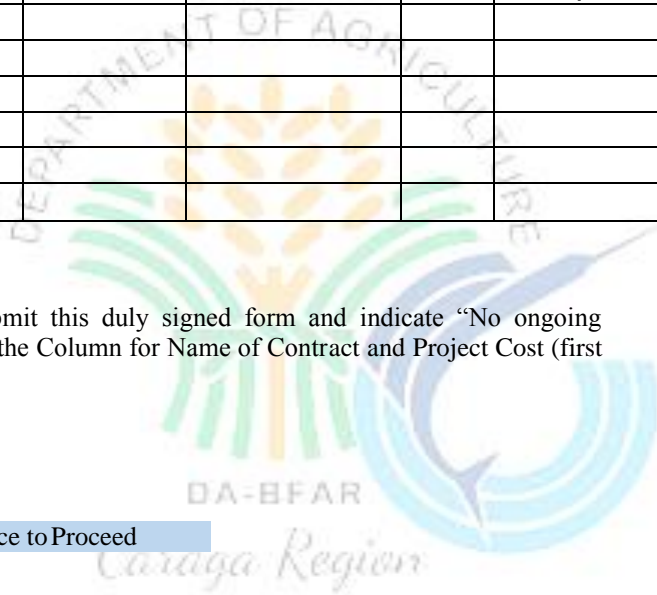 DEPARTMENT OF AGRICULTURE
omit this duly signed form and indicate “No ongoing
the Column for Name of Contract and Project Cost (first
DA-BFAR
ce to Proceed
Caraga Region